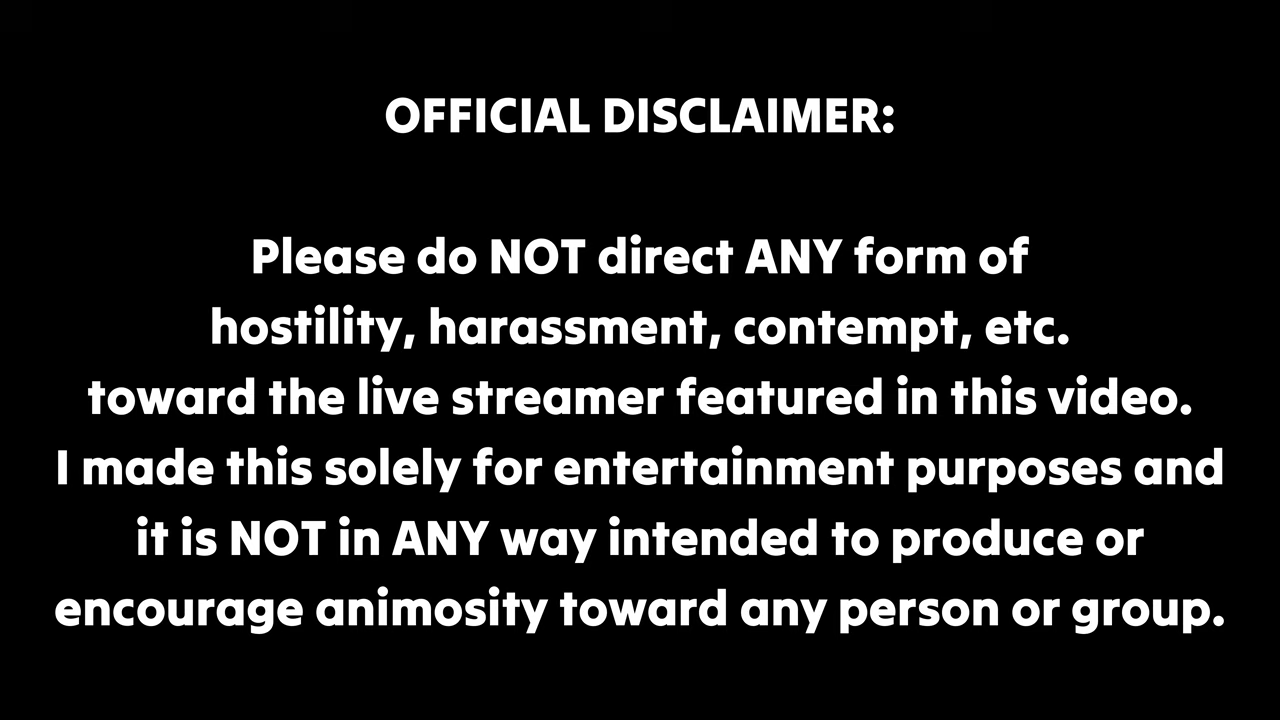 OFFICIAL DISCLAIMER:
Please do NOT direct ANY form of
hostility, harassment, contempt, etc.
toward the live streamer featured in this video.
I made this solely for entertainment purposes and
it is NOT in ANY way intended to produce or
encourage animosity toward any person or group.